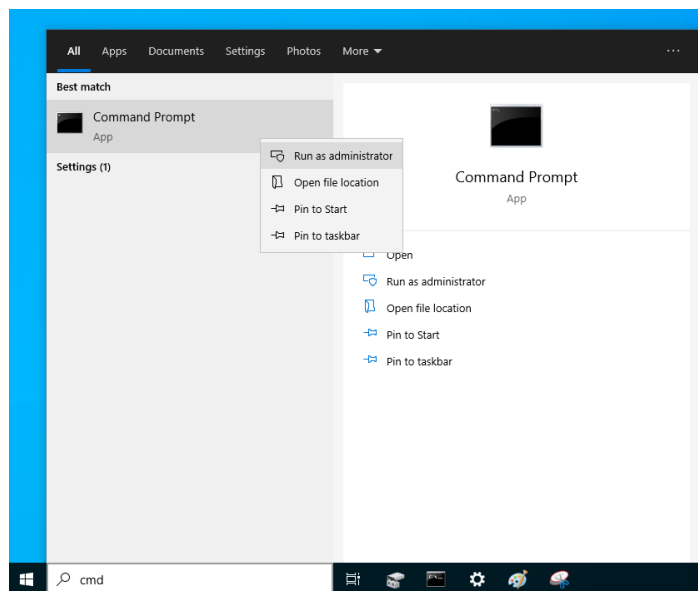 All Apps Documents Settings Photos More
Best match
Command Prompt
App
Settings (1)
Run as administrator
Open file location
Pin to Start
Pin to taskbar
Command Prompt
App
Open
Run as administrator
Open file location
Pin to Start
Pin to taskbar
cmd